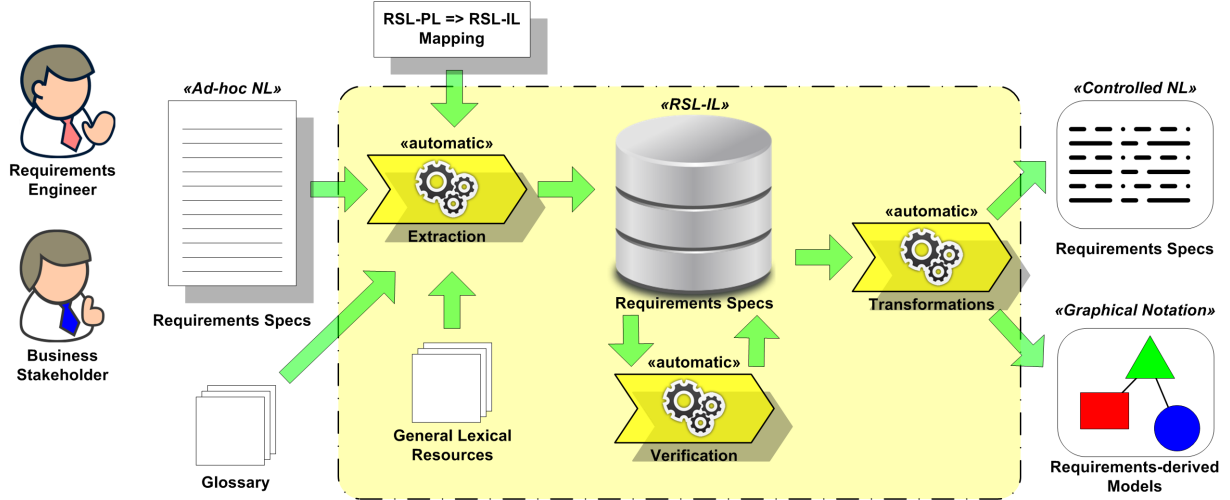 RSL-PL => RSL-IL
Mapping
Requirements
Engineer
Business
Stakeholder
«Ad-hoc NL»
Requirements Specs
Glossary
«automatic»
Extraction
General Lexical
Resources
«RSL-IL»
Requirements Specs
«automatic»
Verification
«automatic»
Transformations
«Controlled NL»
Requirements Specs
«Graphical Notation»
Requirements-derived
Models